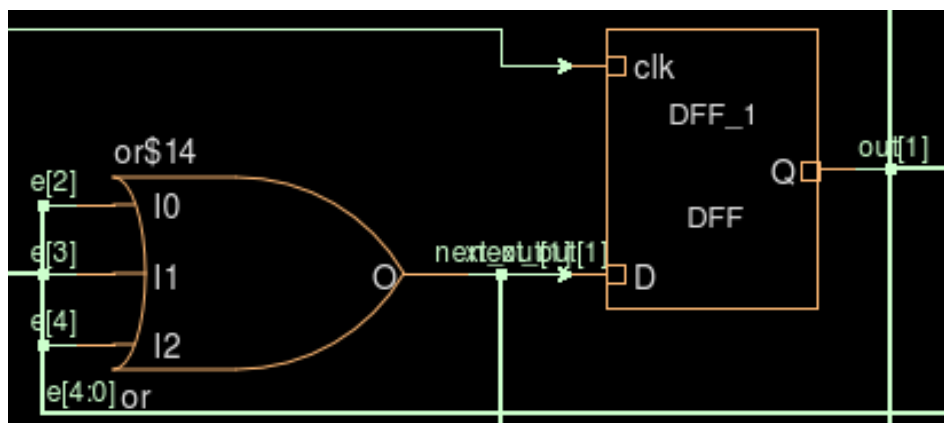 clk
DFF_1
or$14
out[1]
e[2]
I0
Q
DFF
e[3]
I1
O
D
e[4]
I2
e[4:0]
or